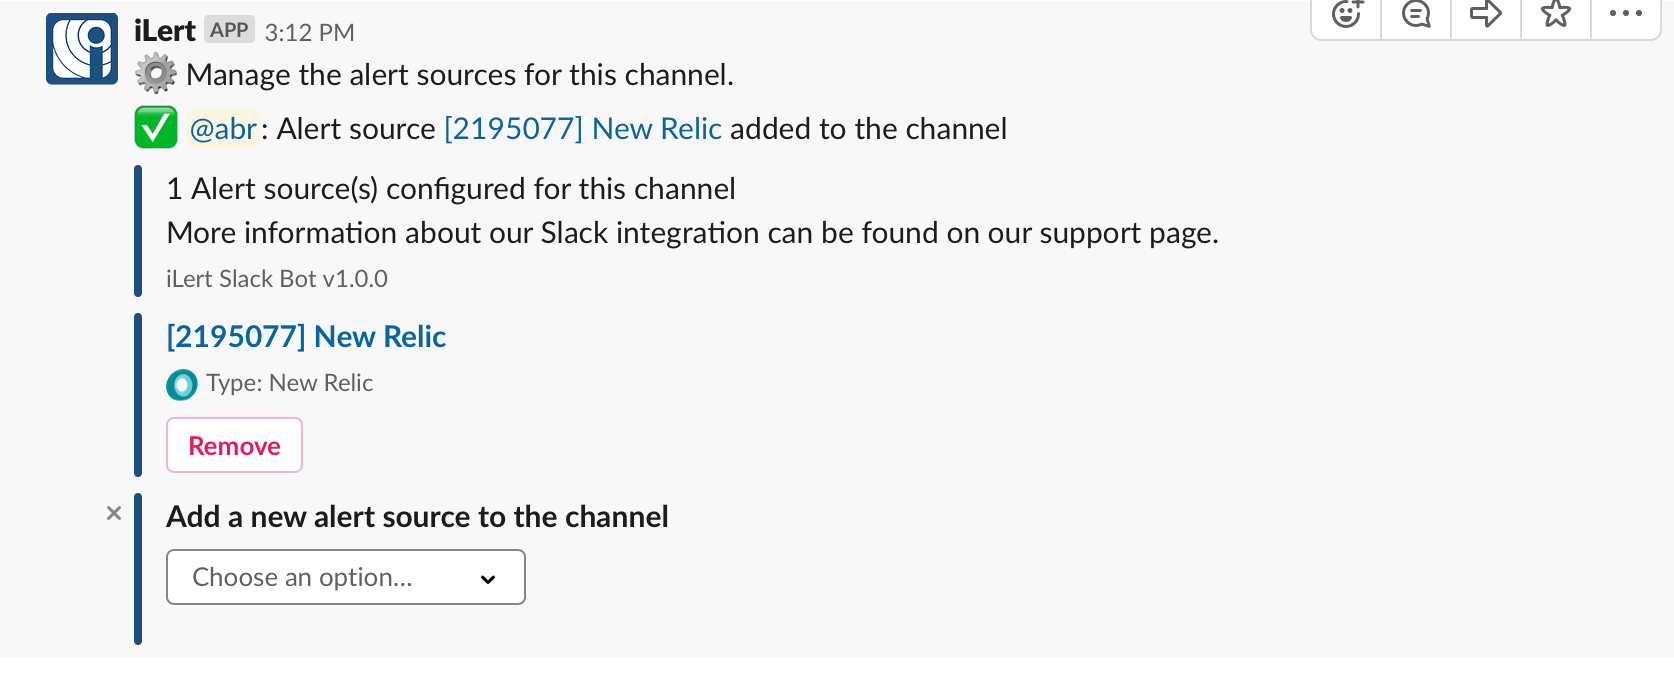 iLert APP 3:12 PM
Manage the alert sources for this channel.
@abr: Alert source [2195077] New Relic added to the channel
1 Alert source(s) configured for this channel
More information about our Slack integration can be found on our support page.
iLert Slack Bot v1.0.0
[2195077] New Relic
Type: New Relic
Remove
Add a new alert source to the channel
Choose an option...